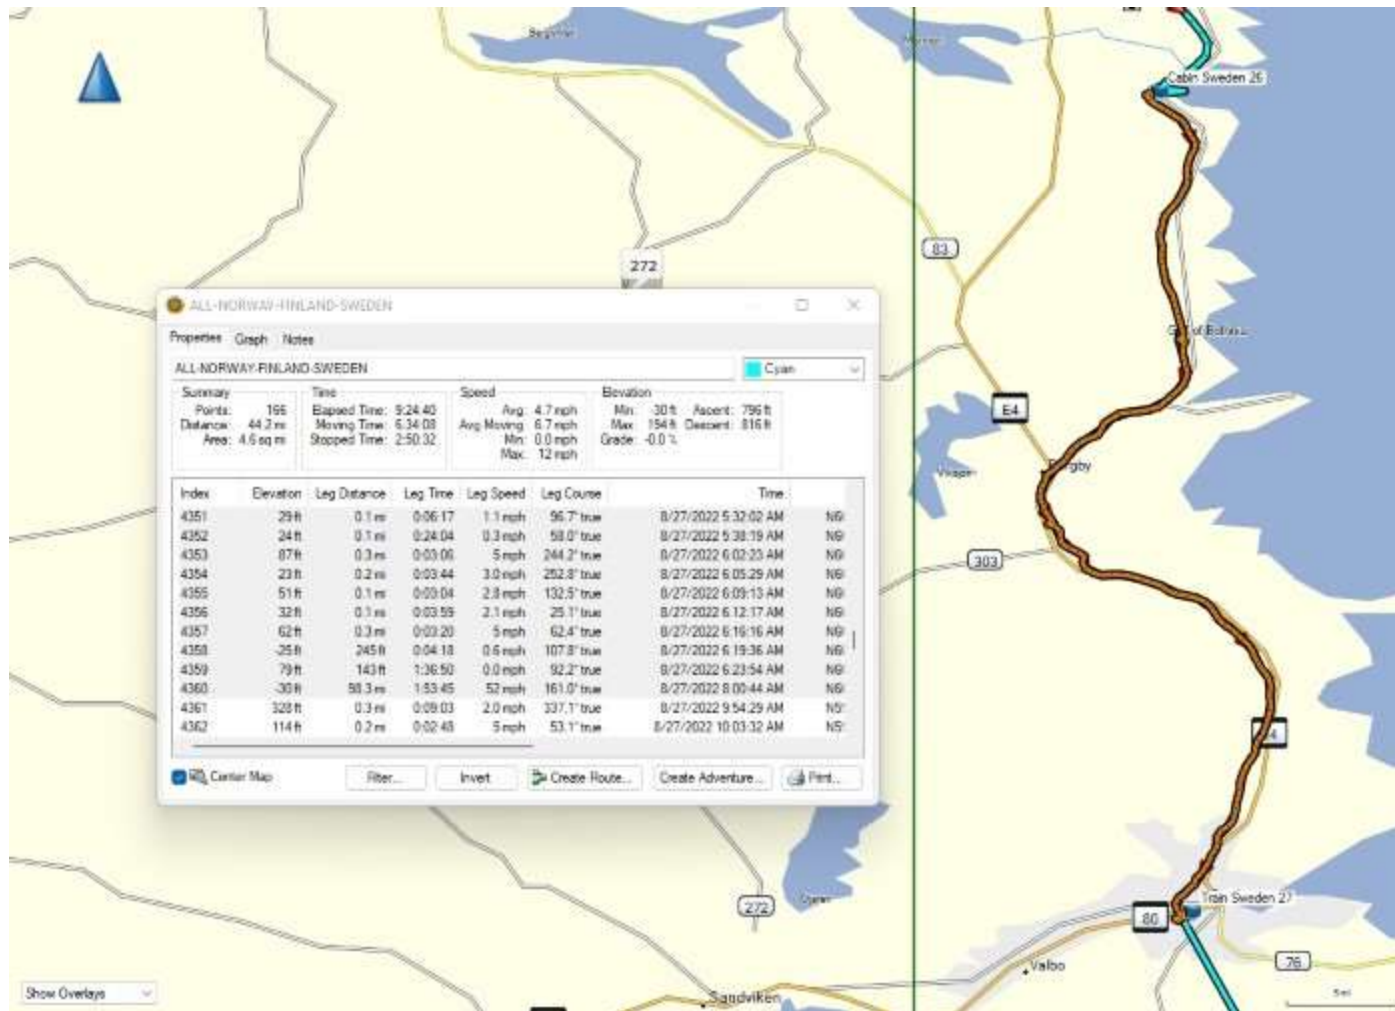 Cabin Sweden 26
83
272
ALL-NORWAY-FINLAND-SWEDEN
Properties Graph Notes
ALL-NORWAY-FINLAND-SWEDEN Cyan
Summary Time Speed Elevation
Points: 166 Elapsed Time: 9:24:40 Avg: 4.7 mph Min: -30 ft Ascent: 796 ft
Distance: 44.2 mi Moving Time: 6:34:08 Avg Moving: 6.7 mph Max: 194 ft Descent: 816 ft
Area: 4.6 sq mi Stopped Time: 2:50:32 Min: 0.0 mph Grade: -0.0 %
Max: 12 mph
E4
303
Index Elevation Leg Distance Leg Time Leg Speed Leg Course Time
4351 29 ft 0.1 mi 0:06:17 1.1 mph 96.7° true 8/27/2022 5:32:02 AM N6
4352 24 ft 0.1 mi 0:24:04 0.3 mph 58.0° true 8/27/2022 5:38:19 AM N6
4353 87 ft 0.3 mi 0:03:06 5 mph 244.2° true 8/27/2022 6:02:23 AM N6
4354 23 ft 0.2 mi 0:03:44 3.0 mph 252.8° true 8/27/2022 6:05:29 AM N6
4355 51 ft 0.1 mi 0:03:04 2.8 mph 132.5° true 8/27/2022 6:09:13 AM N6
4356 32 ft 0.1 mi 0:03:59 2.1 mph 25.1° true 8/27/2022 6:12:17 AM N6
4357 62 ft 0.3 mi 0:03:20 5 mph 62.4° true 8/27/2022 6:16:16 AM N6
4358 -25 ft 245 ft 0:04:18 0.6 mph 107.8° true 8/27/2022 6:19:36 AM N6
4359 79 ft 143 ft 1:36:50 0.0 mph 92.2° true 8/27/2022 6:23:54 AM N6
4360 -30 ft 98.3 mi 1:53:45 52 mph 161.0° true 8/27/2022 8:00:44 AM N6
4361 328 ft 0.3 mi 0:09:03 2.0 mph 337.1° true 8/27/2022 9:54:29 AM N5
4362 114 ft 0.2 mi 0:02:48 5 mph 53.1° true 8/27/2022 10:03:32 AM N5
Center Map Filter... Invert Create Route... Create Adventure... Print...
272
Train Sweden 27
80
76
Valbo
Sandviken
Show Overlays
5 mi